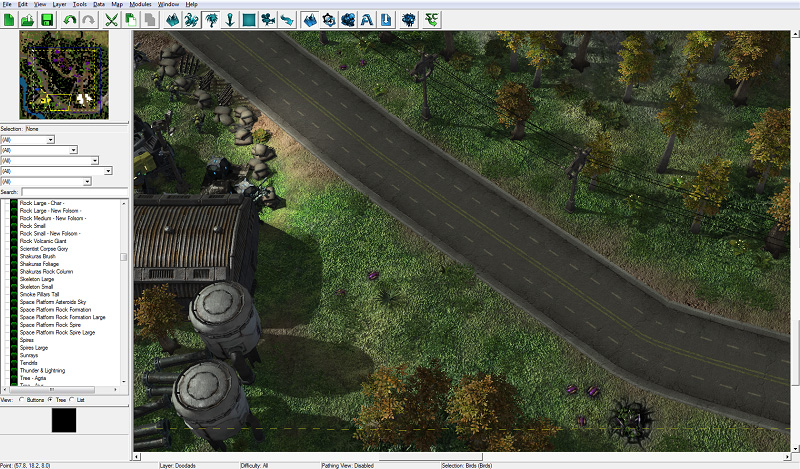 File Edit View Layer Tools Data Map Modules Window Help
Selection: None
(All)
(All)
(All)
(All)
(All)
Search:
Rock Large - Char -
Rock Large - New Folsom -
Rock Medium - New Folsom -
Rock Small
Rock Small - New Folsom -
Rock Volcanic Giant
Scientist Corpse Gory
Shakuras Brush
Shakuras Foliage
Shakuras Rock Column
Skeleton Large
Skeleton Small
Smoke Pillars Tall
Space Platform Asteroids Sky
Space Platform Rock Formation
Space Platform Rock Formation Large
Space Platform Rock Spire
Space Platform Rock Spire Large
Spires
Spires Large
Sunrays
Tendrils
Thunder & Lightning
Tree - Agria
View: Buttons Tree List
Point: (57.8, 18.2, 8.0) Layer: Doodads Difficulty: All Pathing View: Disabled Selection: Birds (Birds)